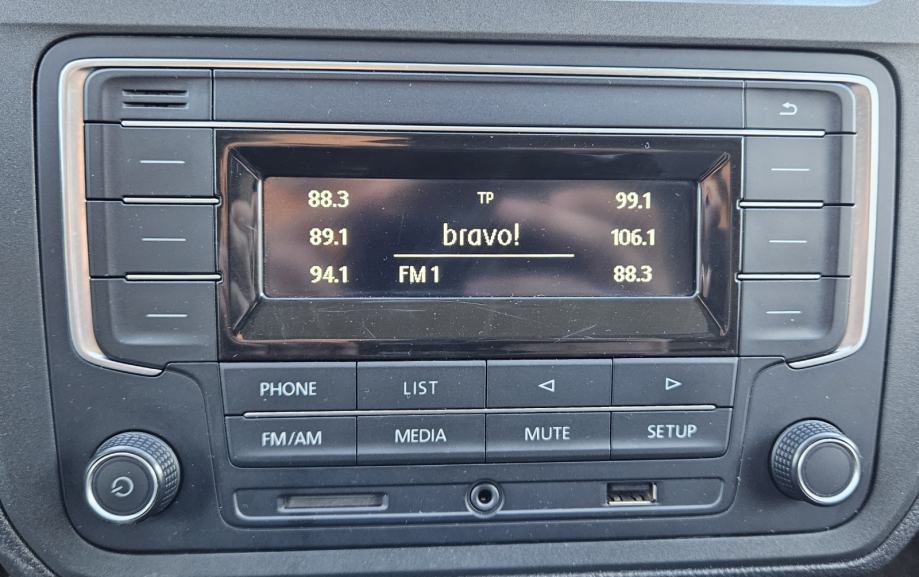 88.3 TP 99.1
89.1 bravo! 106.1
94.1 FM 1 88.3
PHONE LIST
FM/AM MEDIA MUTE SETUP